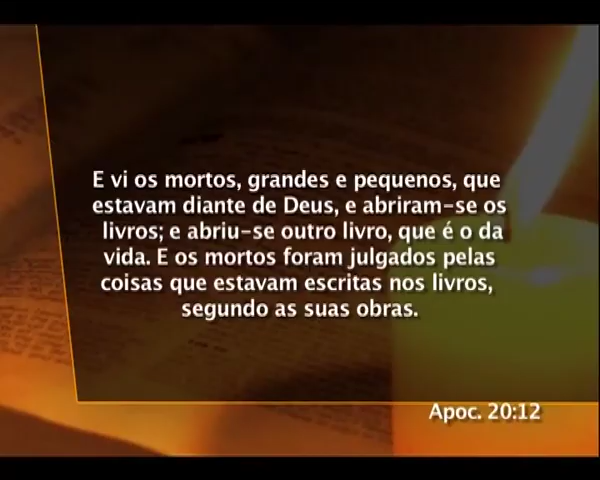 E vi os mortos, grandes e pequenos, que
estavam diante de Deus, e abriram-se os
livros; e abriu-se outro livro, que é o da
vida. E os mortos foram julgados pelas
coisas que estavam escritas nos livros,
segundo as suas obras.
Apoc. 20:12